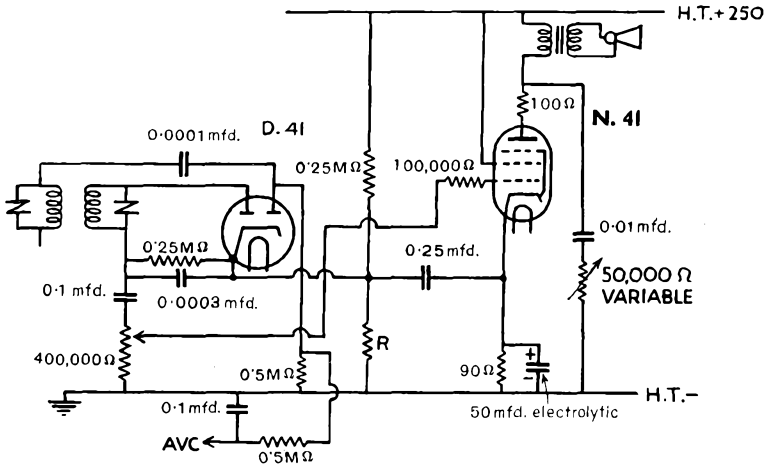 H.T.+250
100Ω
N.41
D.41
0·0001 mfd.
0·25MΩ
100,000Ω
0·25MΩ
0·25 mfd.
0·01 mfd.
0·1 mfd.
0·0003 mfd.
50,000 Ω
VARIABLE
400,000Ω
R
0·5MΩ
90Ω
+
−
H.T.−
0·1 mfd.
50 mfd. electrolytic
AVC
0·5MΩ